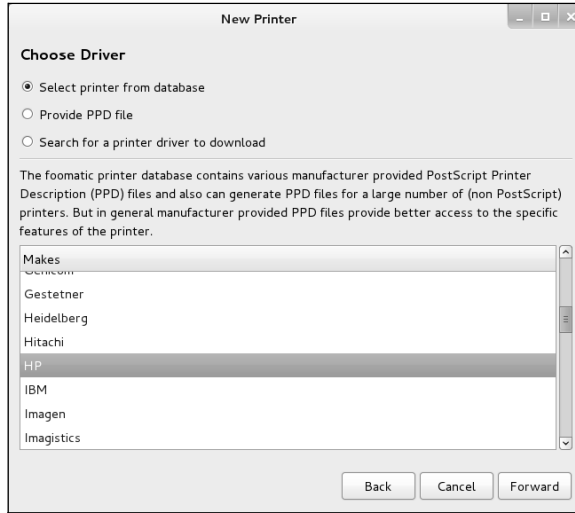 New Printer
Choose Driver
Select printer from database
Provide PPD file
Search for a printer driver to download
The foomatic printer database contains various manufacturer provided PostScript Printer
Description (PPD) files and also can generate PPD files for a large number of (non PostScript)
printers. But in general manufacturer provided PPD files provide better access to the specific
features of the printer.
Makes
Genicom
Gestetner
Heidelberg
Hitachi
HP
IBM
Imagen
Imagistics
Back Cancel Forward